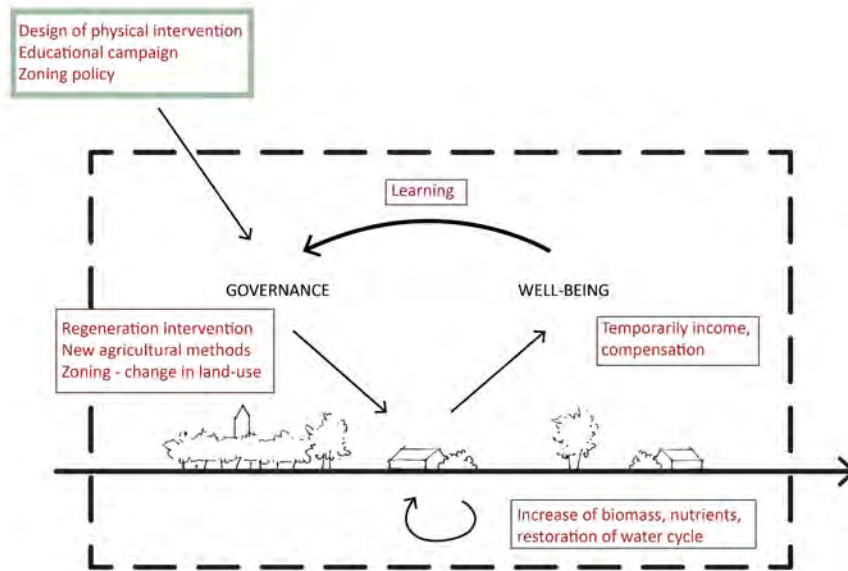 Design of physical intervention
Educational campaign
Zoning policy
Learning
GOVERNANCE
WELL-BEING
Regeneration intervention
New agricultural methods
Zoning - change in land-use
Temporarily income,
compensation
Increase of biomass, nutrients,
restoration of water cycle